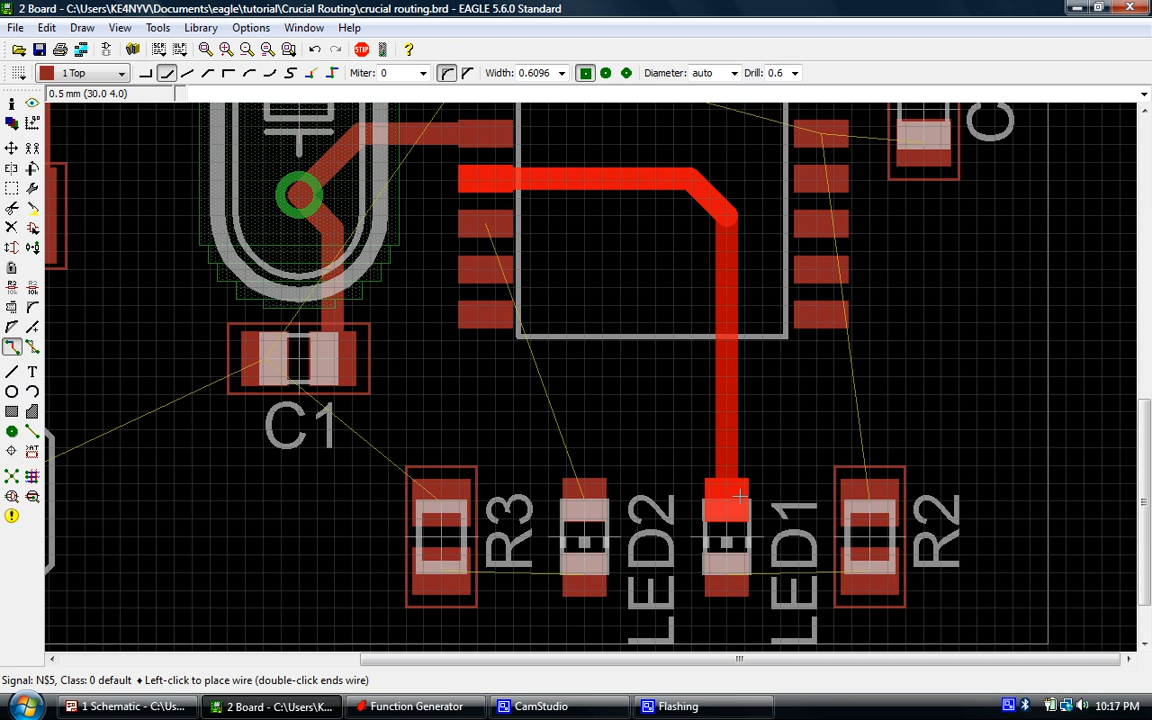 2 Board - C:\Users\KE4NYV\Documents\eagle\tutorial\Crucial Routing\crucial routing.brd - EAGLE 5.6.0 Standard
File Edit Draw View Tools Library Options Window Help
SCR ULP STOP ?
1 Top Miter: 0 Width: 0.6096 Diameter: auto Drill: 0.6
0.5 mm (30.0 4.0)
C
C1
R3
LED2
LED1
R2
Signal: N$5, Class: 0 default ♦ Left-click to place wire (double-click ends wire)
1 Schematic - C:\Us... 2 Board - C:\Users\K... Function Generator CamStudio Flashing 10:17 PM